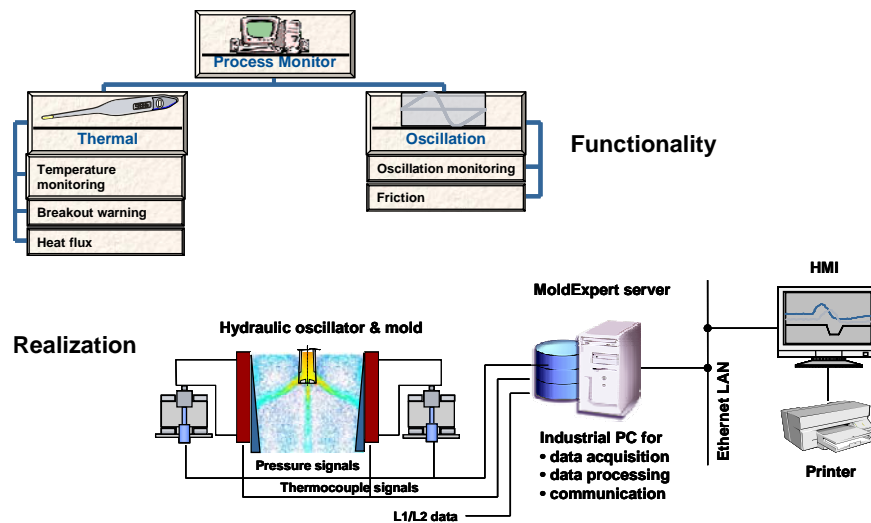 Process Monitor
Thermal
Oscillation
Functionality
Temperature
monitoring
Oscillation monitoring
Friction
Breakout warning
Heat flux
HMI
MoldExpert server
Hydraulic oscillator & mold
Realization
Ethernet LAN
Industrial PC for
• data acquisition
• data processing
• communication
Pressure signals
Thermocouple signals
L1/L2 data
Printer